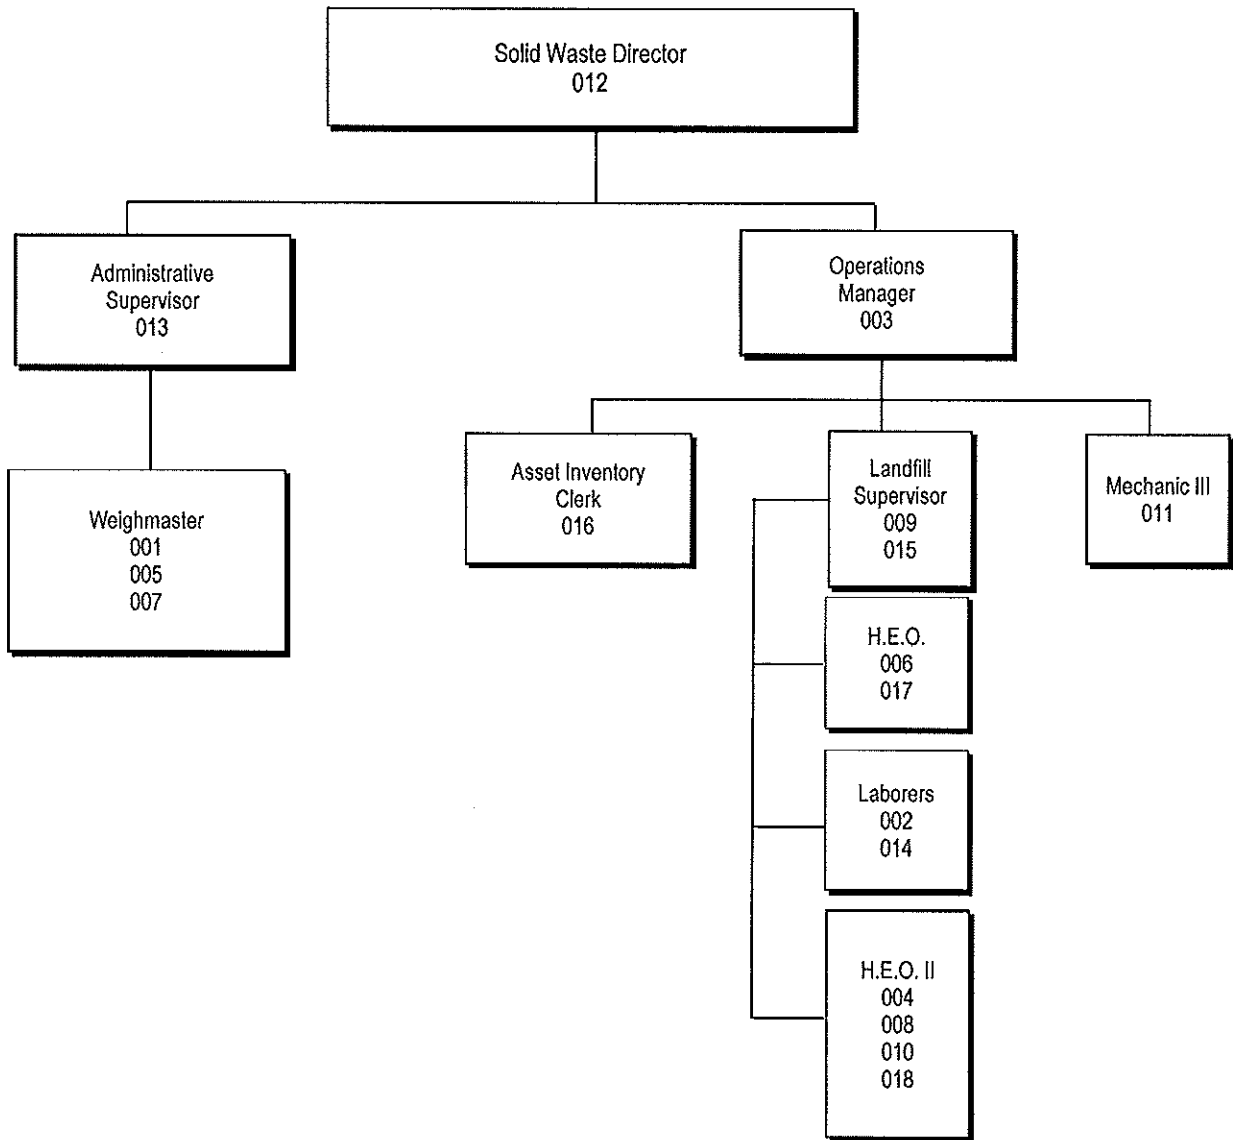 Solid Waste Director
012
Administrative
Supervisor
013
Operations
Manager
003
Weighmaster
001
005
007
Asset Inventory
Clerk
016
Landfill
Supervisor
009
015
Mechanic III
011
H.E.O.
006
017
Laborers
002
014
H.E.O. II
004
008
010
018